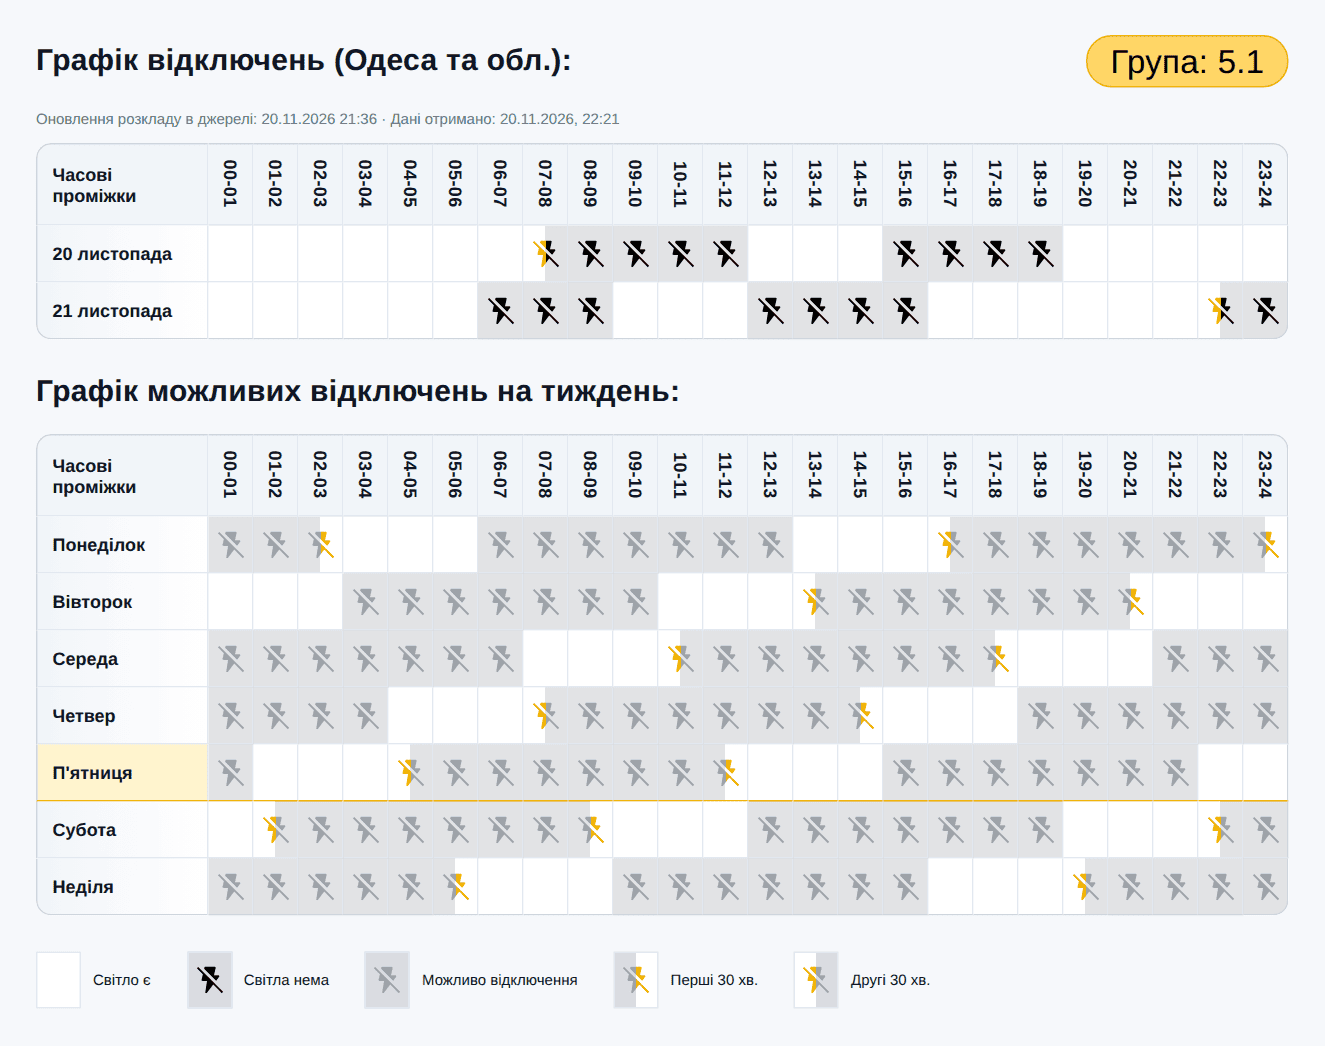 Графік відключень (Одеса та обл.):
Група: 5.1
Оновлення розкладу в джерелі: 20.11.2026 21:36 · Дані отримано: 20.11.2026, 22:21
Часові
проміжки
00-01 01-02 02-03 03-04 04-05 05-06 06-07 07-08 08-09 09-10 10-11 11-12 12-13 13-14 14-15 15-16 16-17 17-18 18-19 19-20 20-21 21-22 22-23 23-24
20 листопада
21 листопада
Графік можливих відключень на тиждень:
Часові
проміжки
00-01 01-02 02-03 03-04 04-05 05-06 06-07 07-08 08-09 09-10 10-11 11-12 12-13 13-14 14-15 15-16 16-17 17-18 18-19 19-20 20-21 21-22 22-23 23-24
Понеділок
Вівторок
Середа
Четвер
П'ятниця
Субота
Неділя
Світло є
Світла нема
Можливо відключення
Перші 30 хв.
Другі 30 хв.